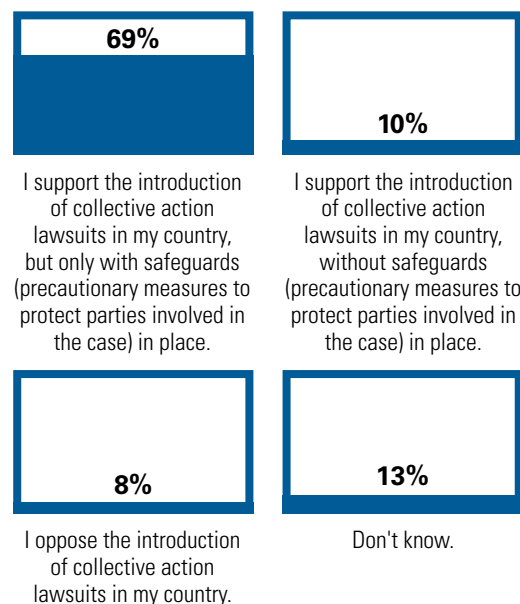 69%
I support the introduction
of collective action
lawsuits in my country,
but only with safeguards
(precautionary measures to
protect parties involved in
the case) in place.
10%
I support the introduction
of collective action
lawsuits in my country,
without safeguards
(precautionary measures to
protect parties involved in
the case) in place.
8%
I oppose the introduction
of collective action
lawsuits in my country.
13%
Don't know.